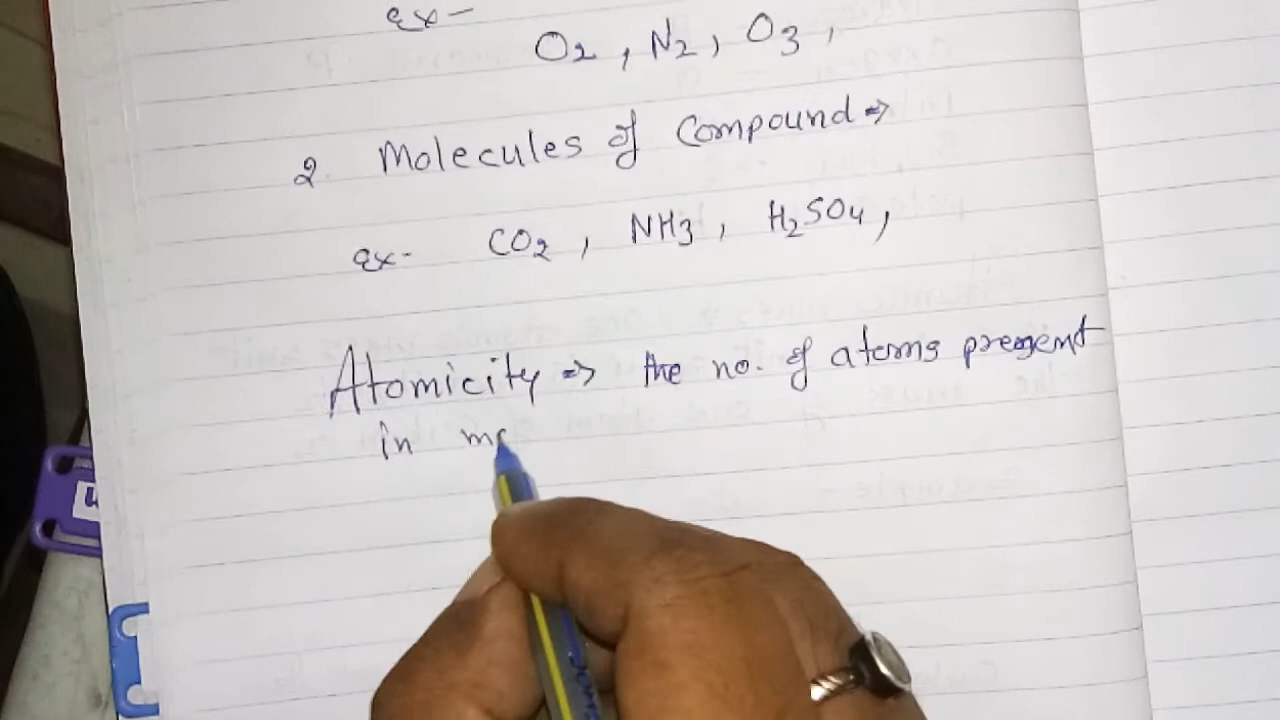 ex-
O2, N2, O3,
2. Molecules of Compound⇒
ex- CO2, NH3, H2SO4,
Atomicity ⇒ the no. of atoms present
in mo